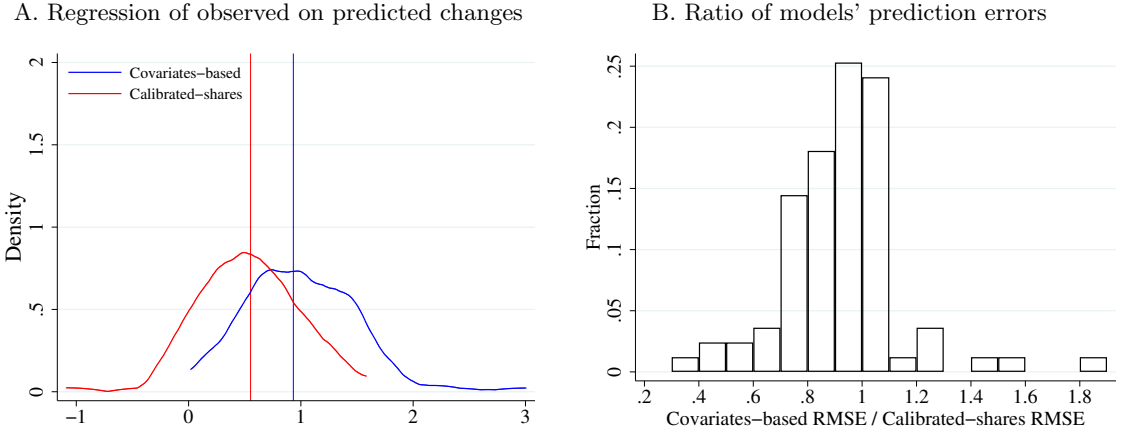 A. Regression of observed on predicted changes
2
1.5
1
.5
0
Density
Covariates−based
Calibrated−shares
−1 0 1 2 3
B. Ratio of models’ prediction errors
.25
.2
.15
.1
.05
0
Fraction
.2 .4 .6 .8 1 1.2 1.4 1.6 1.8
Covariates−based RMSE / Calibrated−shares RMSE